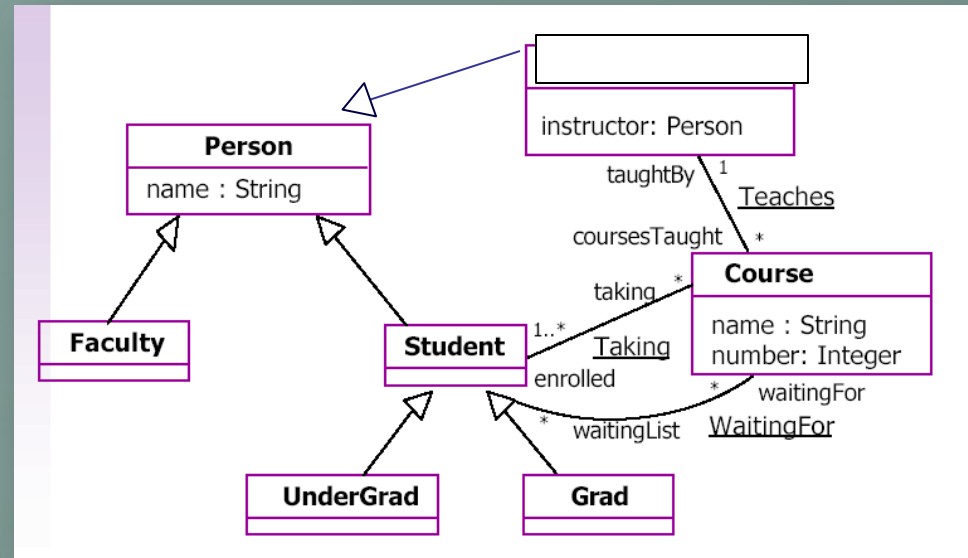 instructor: Person
Person
name : String
taughtBy
1
Teaches
coursesTaught
*
Course
name : String
number: Integer
taking
*
1..*
Taking
enrolled
Faculty
Student
*
waitingFor
*
waitingList
WaitingFor
UnderGrad
Grad